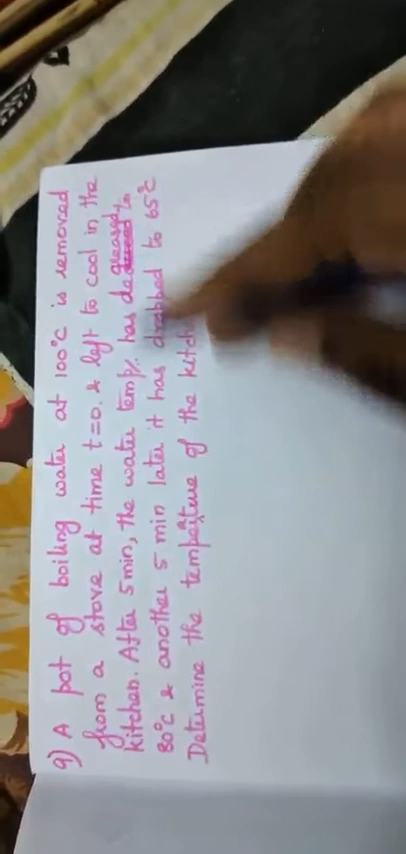 9) A pot of boiling water at 100°C is removed
from a stove at time t=0. & left to cool in the
kitchen. After 5min, the water temp/. has decreased to
80°C & another 5 min later it has dropped to 65°C
Determine the temperature of the kitch